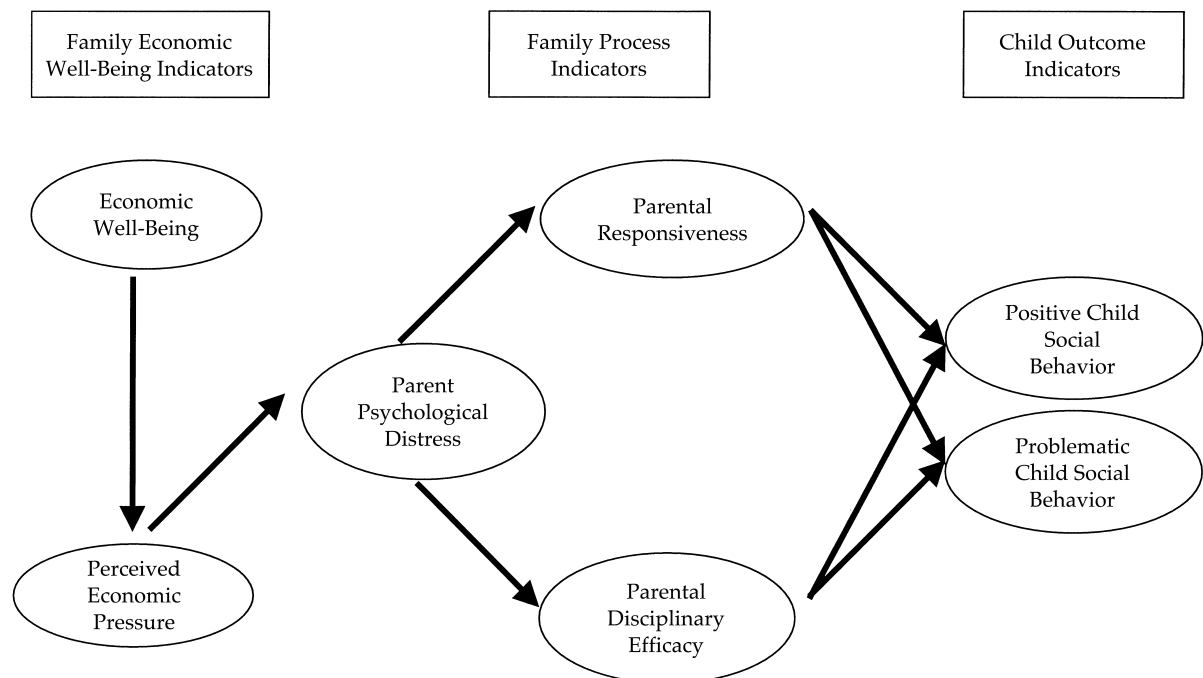 Family Economic
Well-Being Indicators
Family Process
Indicators
Child Outcome
Indicators
Economic
Well-Being
Parental
Responsiveness
Positive Child
Social
Behavior
Parent
Psychological
Distress
Problematic
Child Social
Behavior
Perceived
Economic
Pressure
Parental
Disciplinary
Efficacy